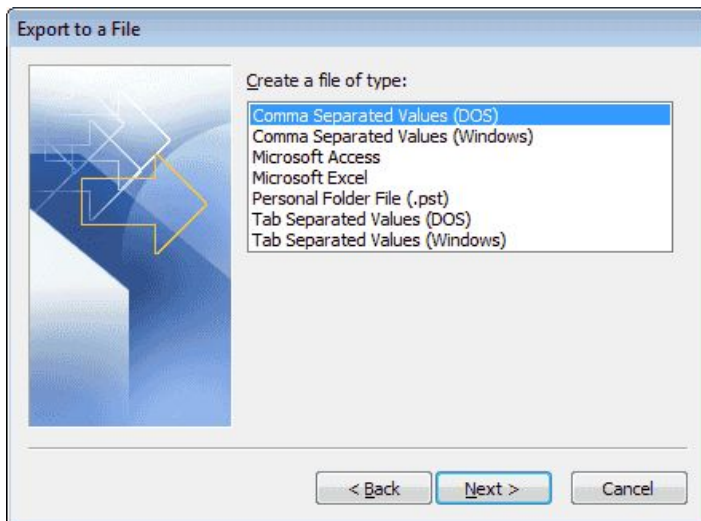 Export to a File
Create a file of type:
Comma Separated Values (DOS)
Comma Separated Values (Windows)
Microsoft Access
Microsoft Excel
Personal Folder File (.pst)
Tab Separated Values (DOS)
Tab Separated Values (Windows)
< Back Next > Cancel